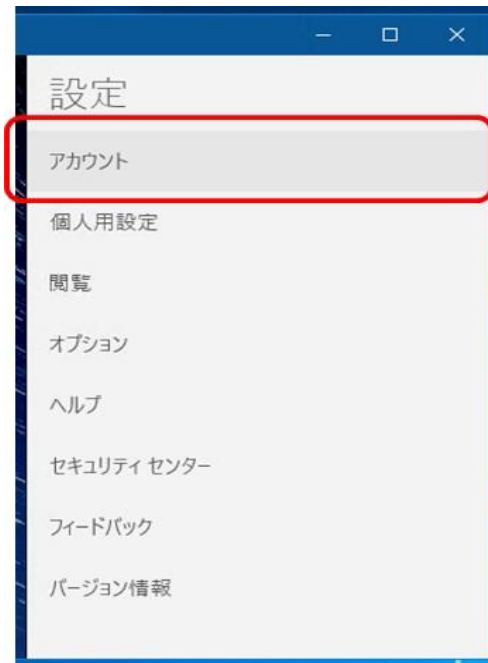 設定
アカウント
個人用設定
閲覧
オプション
ヘルプ
セキュリティ センター
フィードバック
バージョン情報